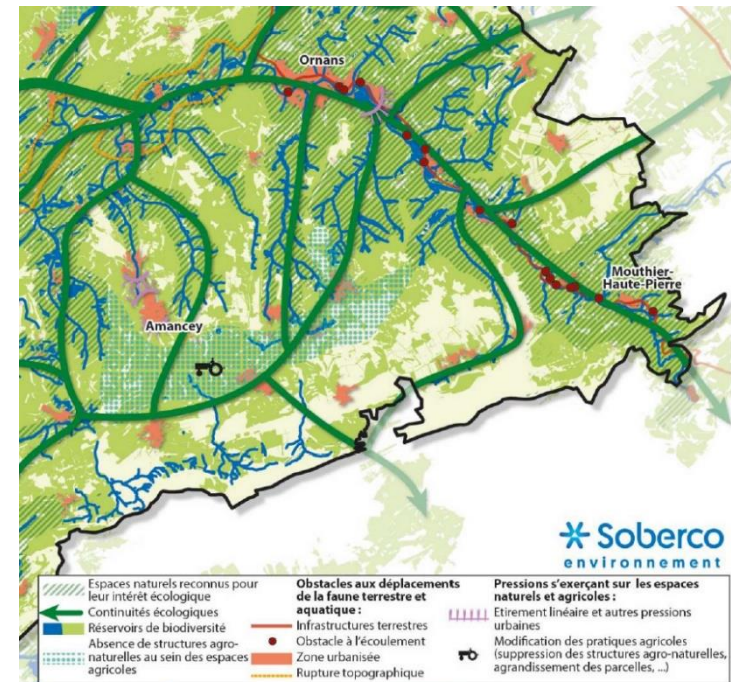 Ornans
Mouthier-
Haute-Pierre
Amancey
Soberco
environnement
Espaces naturels reconnus pour
leur intérêt écologique
Continuités écologiques
Réservoirs de biodiversité
Absence de structures agro-
naturelles au sein des espaces
agricoles
Obstacles aux déplacements
de la faune terrestre et
aquatique :
Infrastructures terrestres
Obstacle à l'écoulement
Zone urbanisée
Rupture topographique
Pressions s'exerçant sur les espaces
naturels et agricoles :
Etirement linéaire et autres pressions
urbaines
Modification des pratiques agricoles
(suppression des structures agro-naturelles,
agrandissement des parcelles, ...)